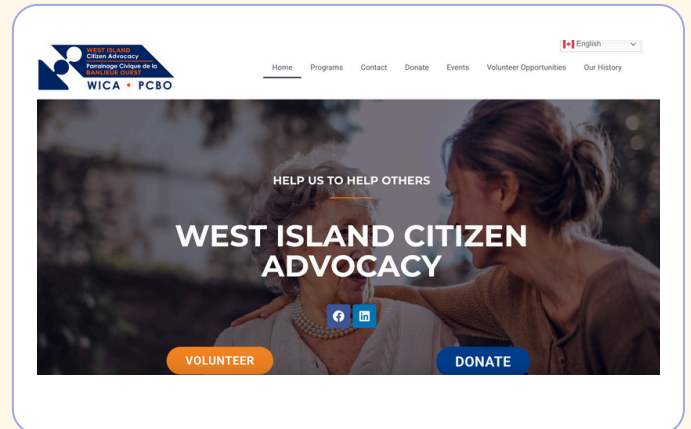 WEST ISLAND
Citizen Advocacy
Parrainage Civique de la
BANLIEUE OUEST
WICA • PCBO
English
Home Programs Contact Donate Events Volunteer Opportunities Our History
HELP US TO HELP OTHERS
WEST ISLAND CITIZEN
ADVOCACY
VOLUNTEER
DONATE